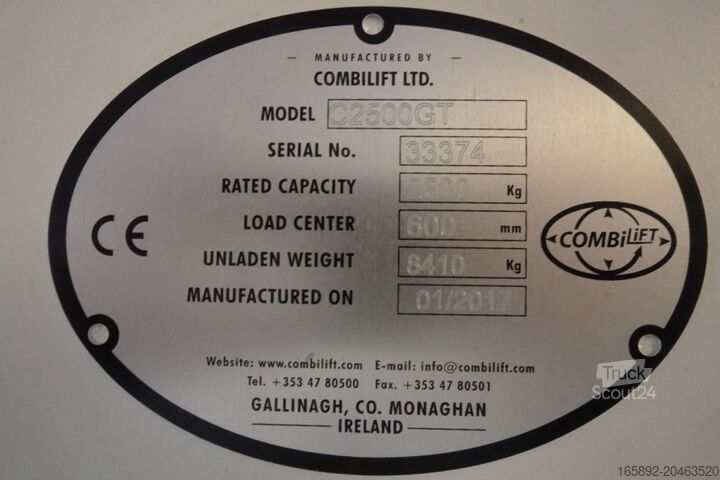 MANUFACTURED BY
COMBILIFT LTD.
MODEL C2500GT
SERIAL No. 33374
RATED CAPACITY 2500 Kg
LOAD CENTER 600 mm
UNLADEN WEIGHT 6410 Kg
MANUFACTURED ON 01/2017
CE
COMBiLiFT
Website: www.combilift.com E-mail: info@combilift.com
Tel. +353 47 80500 Fax. +353 47 80501
GALLINAGH, CO. MONAGHAN
IRELAND
Truck
Scout24
165892-20463520